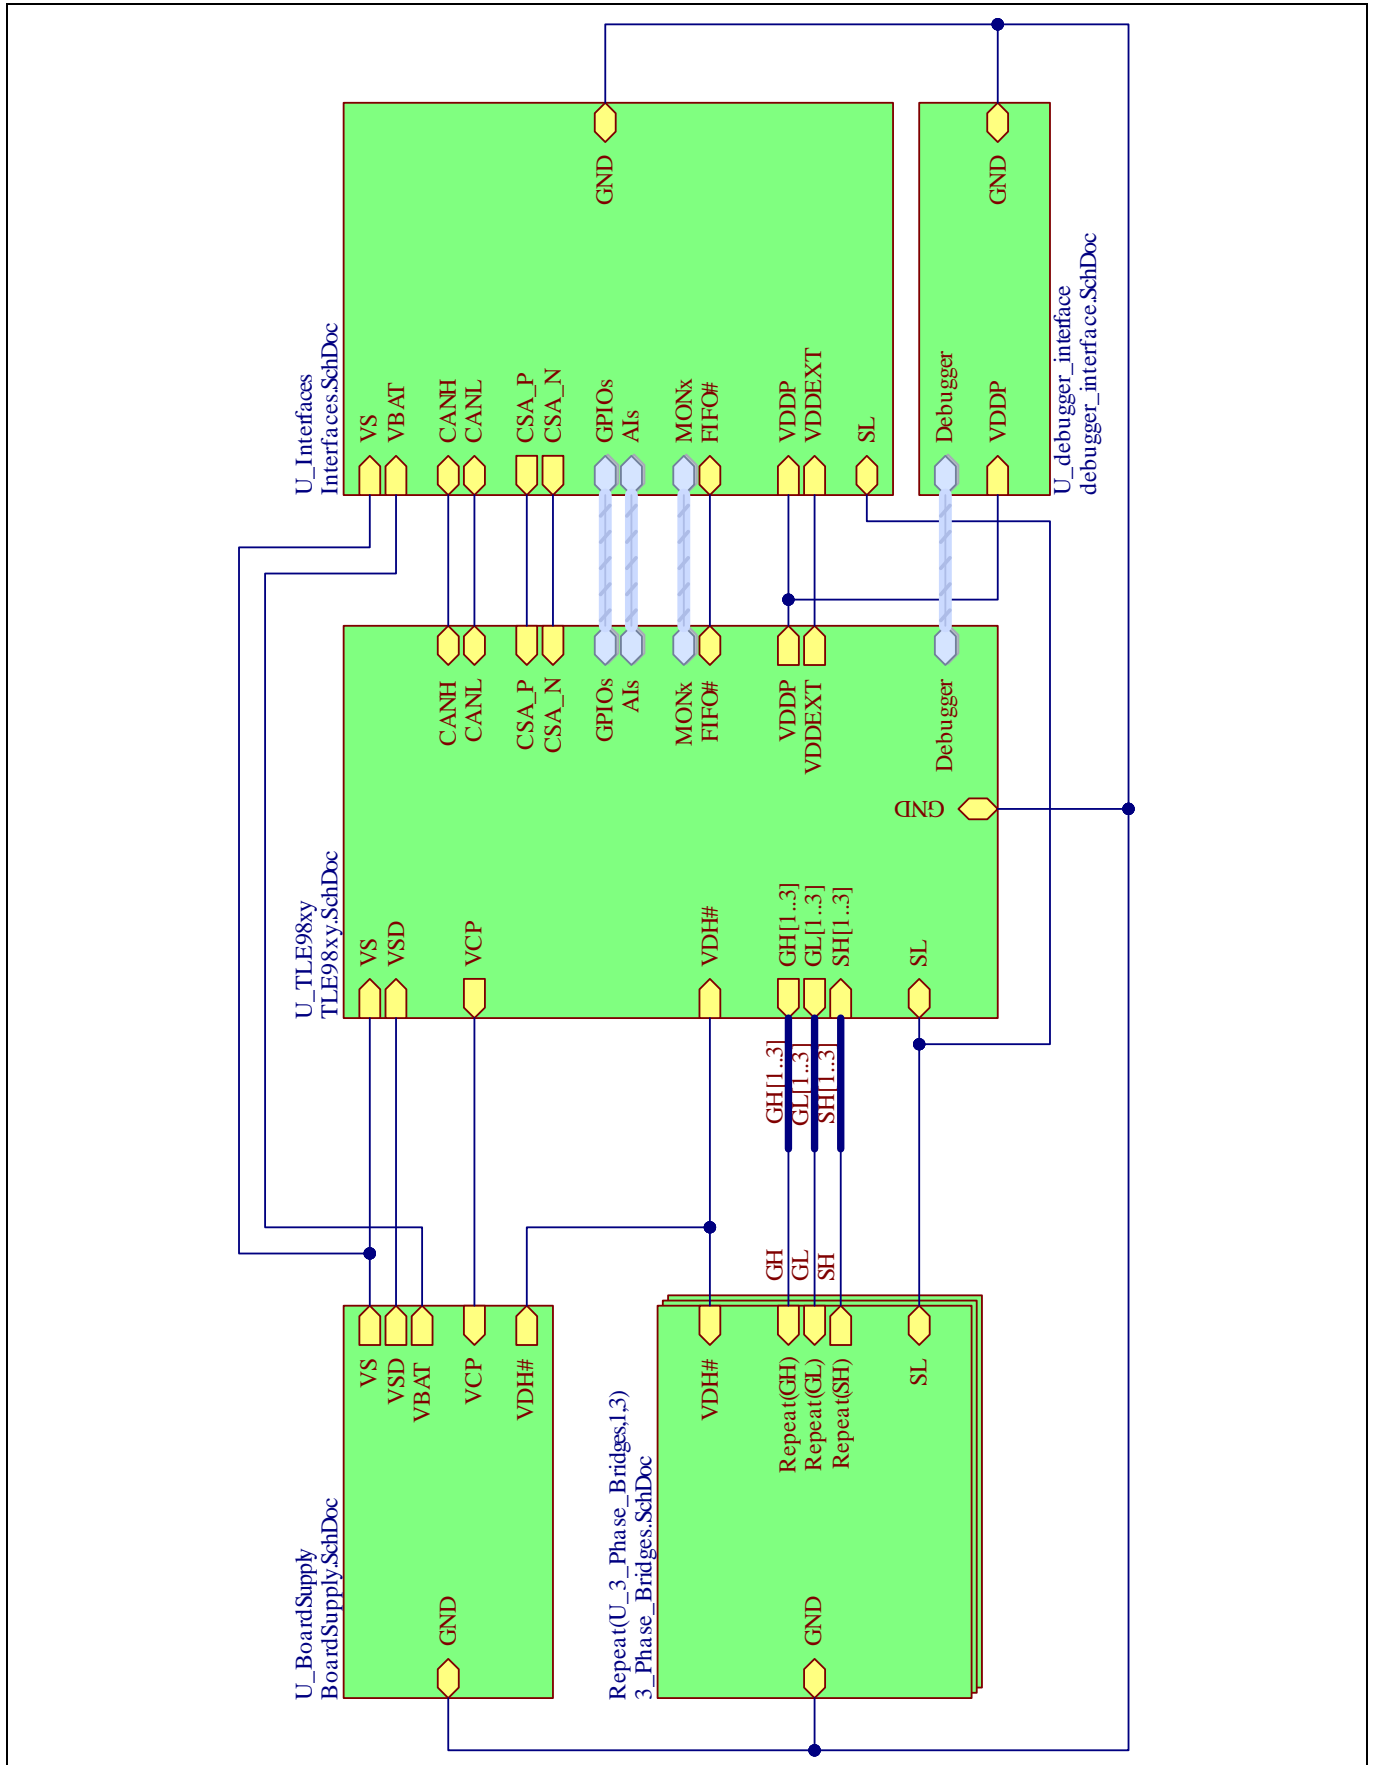 U_Interfaces
Interfaces.SchDoc
VS
VBAT
CANH
CANL
CSA_P
CSA_N
GPIOs
AIs
MONx
FIFO#
VDDP
VDDEXT
SL
GND
U_debugger_interface
debugger_interface.SchDoc
Debugger
VDDP
GND
U_TLE98xy
TLE98xy.SchDoc
CANH
CANL
CSA_P
CSA_N
GPIOs
AIs
MONx
FIFO#
VDDP
VDDEXT
Debugger
GND
VS
VSD
VCP
VDH#
GH[1..3]
GL[1..3]
SH[1..3]
SL
GH[1..3]
GL[1..3]
SH[1..3]
GH
GL
SH
U_BoardSupply
BoardSupply.SchDoc
VS
VSD
VBAT
VCP
VDH#
GND
Repeat(U_3_Phase_Bridges,1,3)
3_Phase_Bridges.SchDoc
VDH#
Repeat(GH)
Repeat(GL)
Repeat(SH)
SL
GND